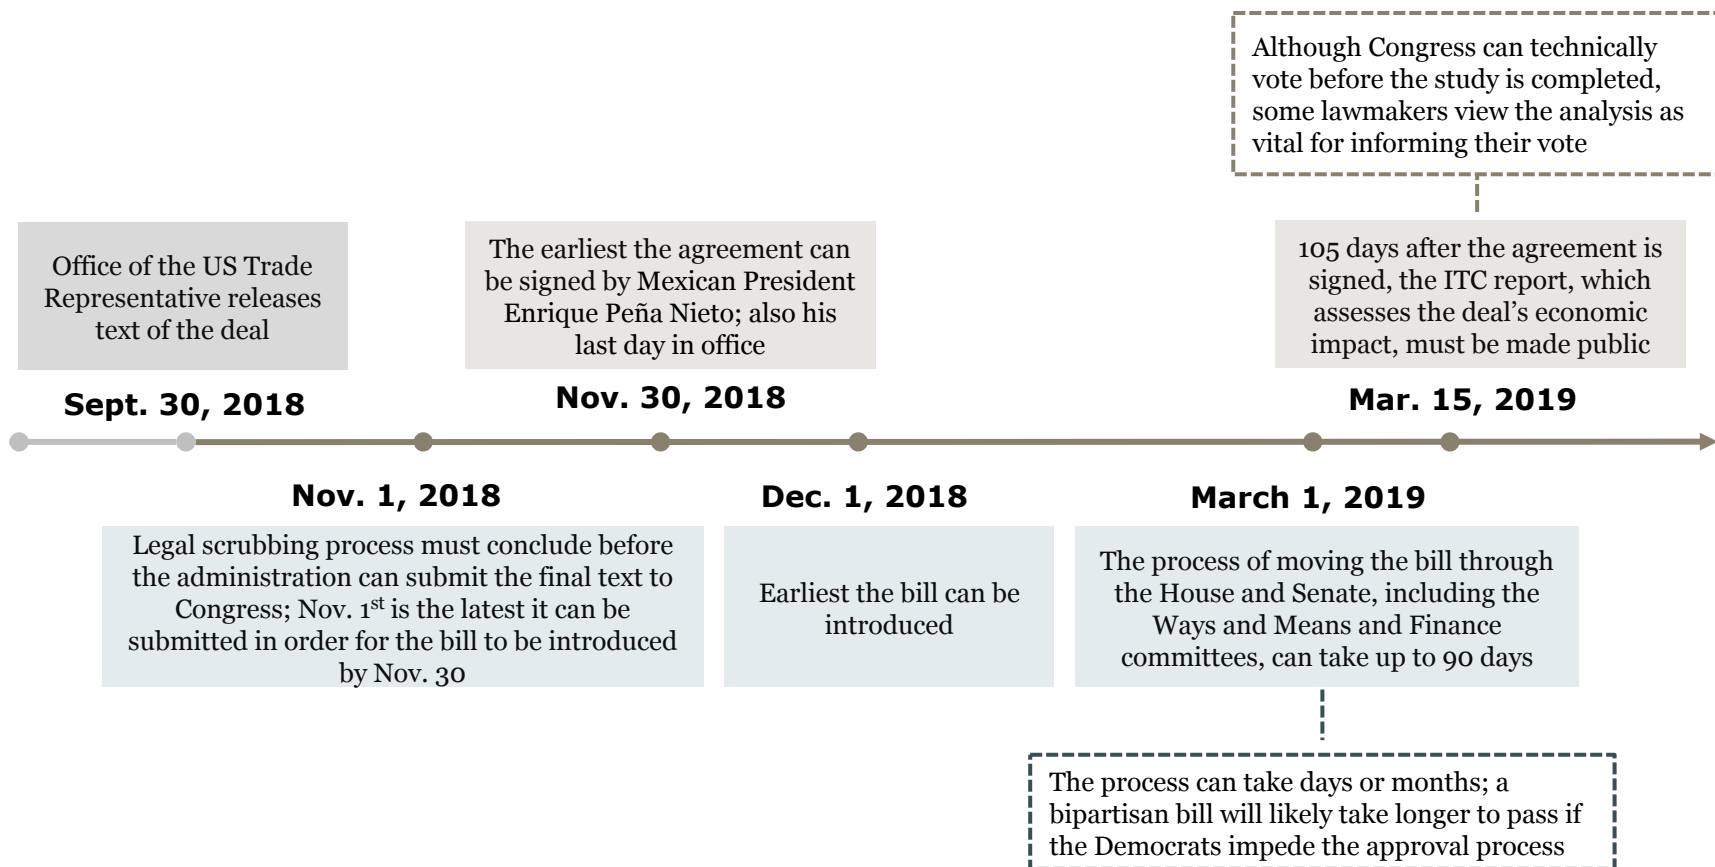 Although Congress can technically
vote before the study is completed,
some lawmakers view the analysis as
vital for informing their vote
Office of the US Trade
Representative releases
text of the deal
Sept. 30, 2018
The earliest the agreement can
be signed by Mexican President
Enrique Peña Nieto; also his
last day in office
Nov. 30, 2018
105 days after the agreement is
signed, the ITC report, which
assesses the deal’s economic
impact, must be made public
Mar. 15, 2019
Nov. 1, 2018
Legal scrubbing process must conclude before
the administration can submit the final text to
Congress; Nov. 1st is the latest it can be
submitted in order for the bill to be introduced
by Nov. 30
Dec. 1, 2018
Earliest the bill can be
introduced
March 1, 2019
The process of moving the bill through
the House and Senate, including the
Ways and Means and Finance
committees, can take up to 90 days
The process can take days or months; a
bipartisan bill will likely take longer to pass if
the Democrats impede the approval process